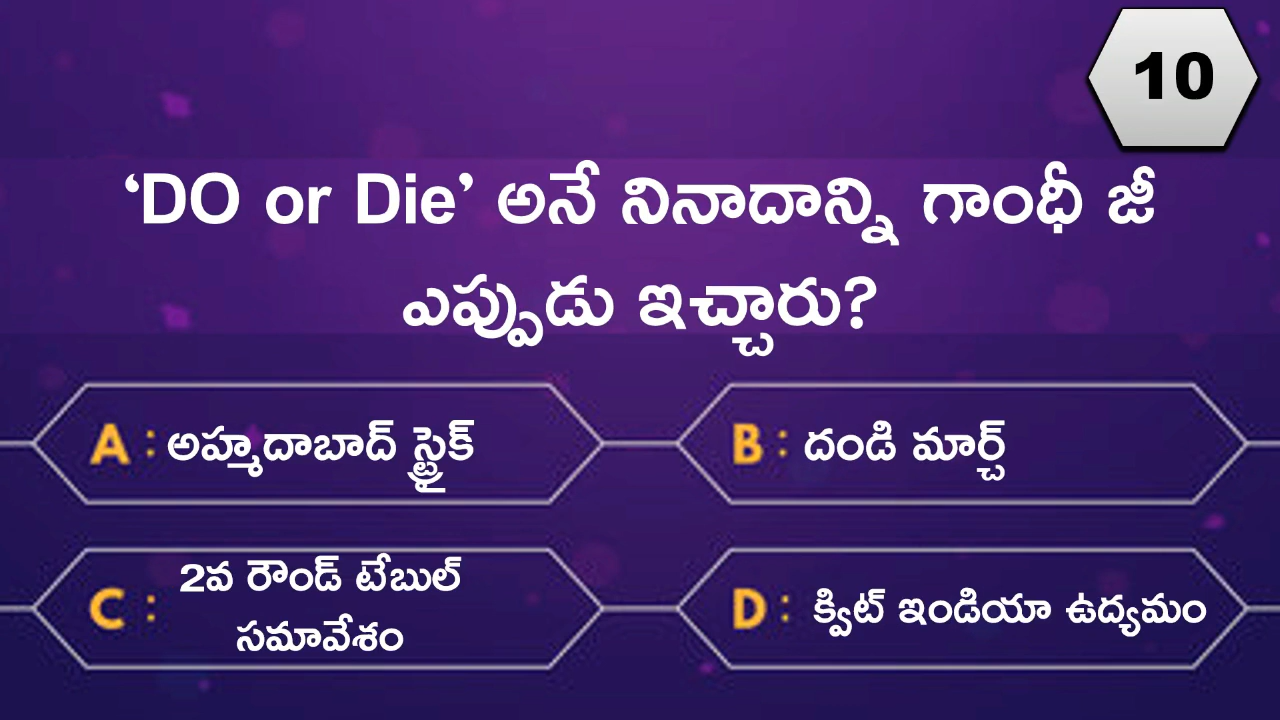 10
‘DO or Die’ అనే నినాదాన్ని గాంధీ జీ
ఎప్పుడు ఇచ్చారు?
A : అహ్మదాబాద్ స్ట్రైక్
B : దండి మార్చ్
C : 2వ రౌండ్ టేబుల్
సమావేశం
D : క్విట్ ఇండియా ఉద్యమం